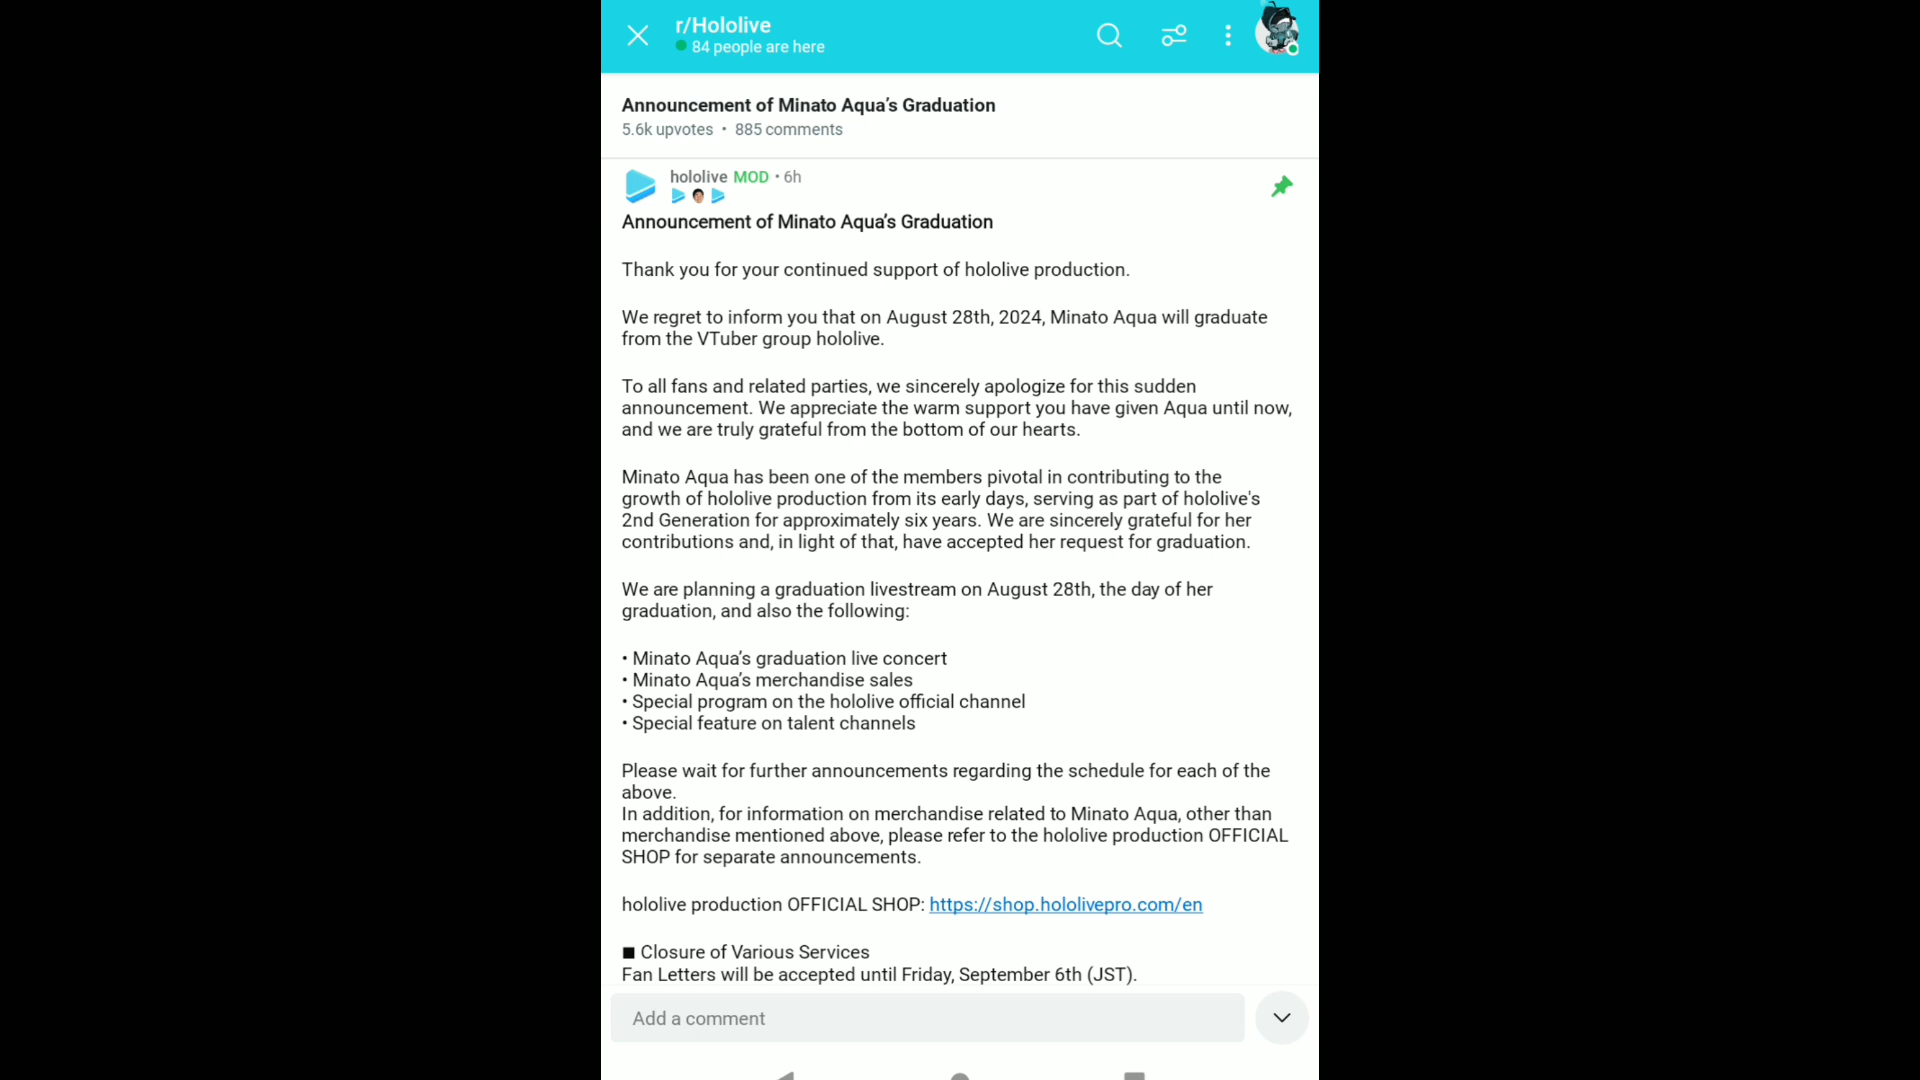 r/Hololive
84 people are here
Announcement of Minato Aqua’s Graduation
5.6k upvotes • 885 comments
hololive MOD • 6h
Announcement of Minato Aqua’s Graduation
Thank you for your continued support of hololive production.
We regret to inform you that on August 28th, 2024, Minato Aqua will graduate
from the VTuber group hololive.
To all fans and related parties, we sincerely apologize for this sudden
announcement. We appreciate the warm support you have given Aqua until now,
and we are truly grateful from the bottom of our hearts.
Minato Aqua has been one of the members pivotal in contributing to the
growth of hololive production from its early days, serving as part of hololive's
2nd Generation for approximately six years. We are sincerely grateful for her
contributions and, in light of that, have accepted her request for graduation.
We are planning a graduation livestream on August 28th, the day of her
graduation, and also the following:
• Minato Aqua’s graduation live concert
• Minato Aqua’s merchandise sales
• Special program on the hololive official channel
• Special feature on talent channels
Please wait for further announcements regarding the schedule for each of the
above.
In addition, for information on merchandise related to Minato Aqua, other than
merchandise mentioned above, please refer to the hololive production OFFICIAL
SHOP for separate announcements.
hololive production OFFICIAL SHOP: https://shop.hololivepro.com/en
■ Closure of Various Services
Fan Letters will be accepted until Friday, September 6th (JST).
Add a comment